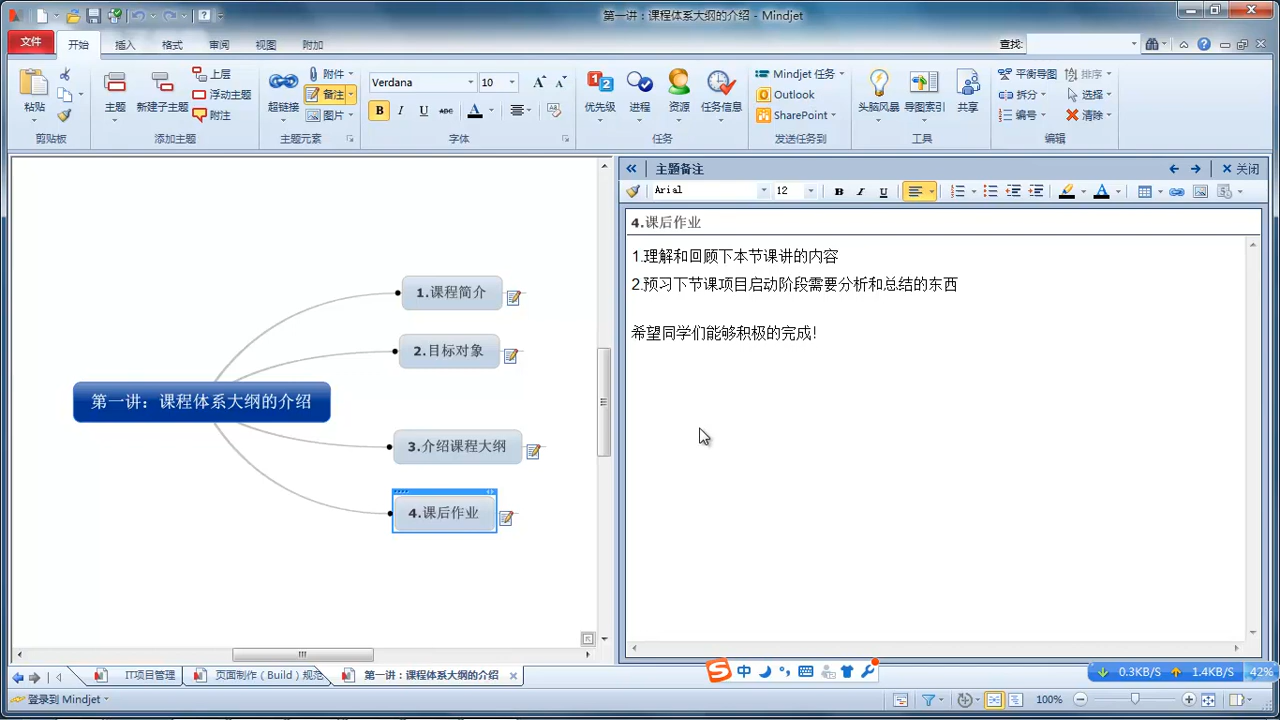 第一讲：课程体系大纲的介绍 - Mindjet
文件 开始 插入 格式 审阅 视图 附加 查找:
粘贴
剪贴板
主题 新建子主题 上层 浮动主题 附注
添加主题
超链接 附件 备注 图片
主题元素
Verdana 10
B I U abc A
字体
优先级 进程 资源 任务信息
任务
Mindjet 任务
Outlook
SharePoint
发送任务到
头脑风暴 导图索引 共享
工具
平衡导图 排序
拆分 选择
编号 清除
编辑
主题备注 关闭
Arial 12 B I U A
4.课后作业
1.理解和回顾下本节课讲的内容
2.预习下节课项目启动阶段需要分析和总结的东西
希望同学们能够积极的完成!
第一讲：课程体系大纲的介绍
1.课程简介
2.目标对象
3.介绍课程大纲
4.课后作业
IT项目管理 页面制作（Build）规范 第一讲：课程体系大纲的介绍
中 0.3KB/S 1.4KB/S 42%
登录到 Mindjet 100%